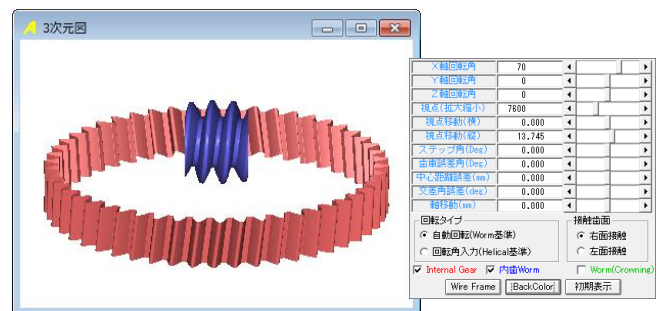 3次元図
X軸回転角 70
Y軸回転角 0
Z軸回転角 0
視点(拡大縮小) 7600
視点移動(横) 0.000
視点移動(縦) 13.745
ステップ角(Deg) 0.000
歯車誤差角(Deg) 0.000
中心距離誤差(mm) 0.000
交差角誤差(deg) 0.000
軸移動(mm) 0.000
回転タイプ 接触歯面
自動回転(Worm基準) 右面接触
回転角入力(Helical基準) 左面接触
Internal Gear 内歯Worm Worm(Crowning)
Wire Frame BackColor 初期表示